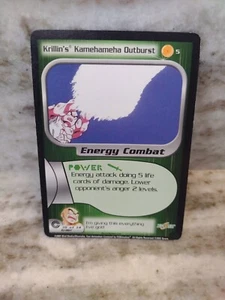 Krillin's Kamehameha Outburst 5
Energy Combat
POWER
Energy attack doing 5 life
cards of damage. Lower
opponent's anger 2 levels.
I'm giving this everything
I've got!